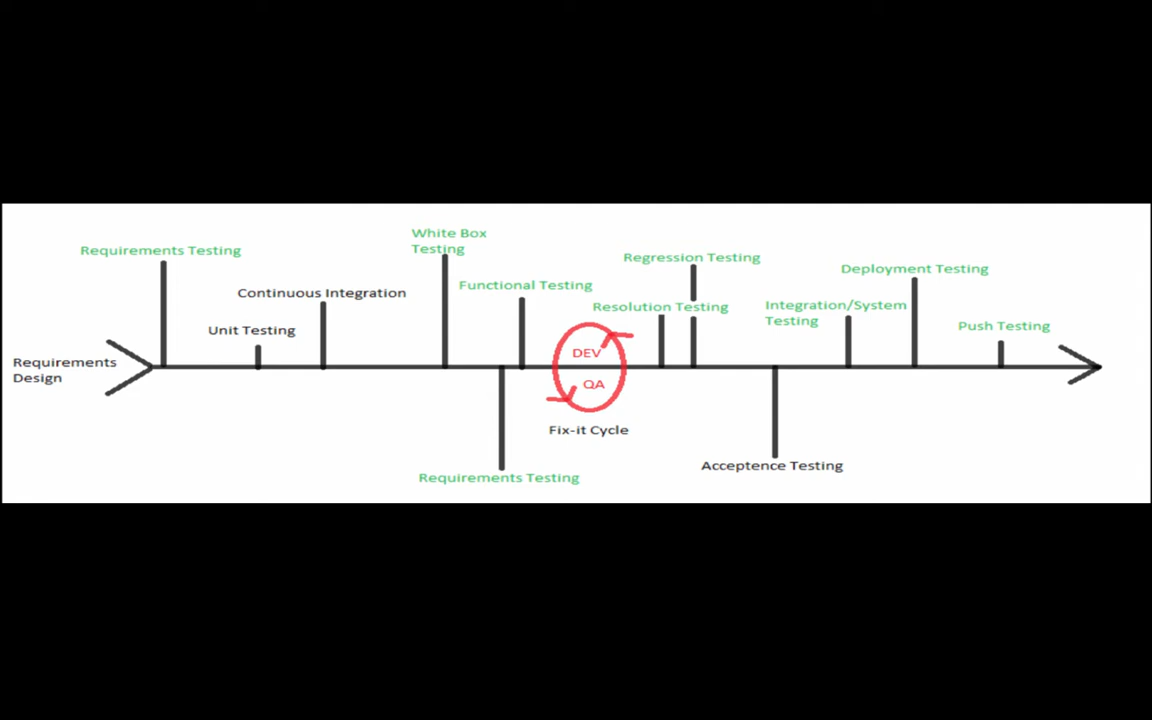 White Box
Testing
Requirements Testing
Regression Testing
Deployment Testing
Functional Testing
Continuous Integration
Resolution Testing
Integration/System
Testing
Unit Testing
Push Testing
Requirements
Design
DEV
QA
Fix-it Cycle
Acceptence Testing
Requirements Testing